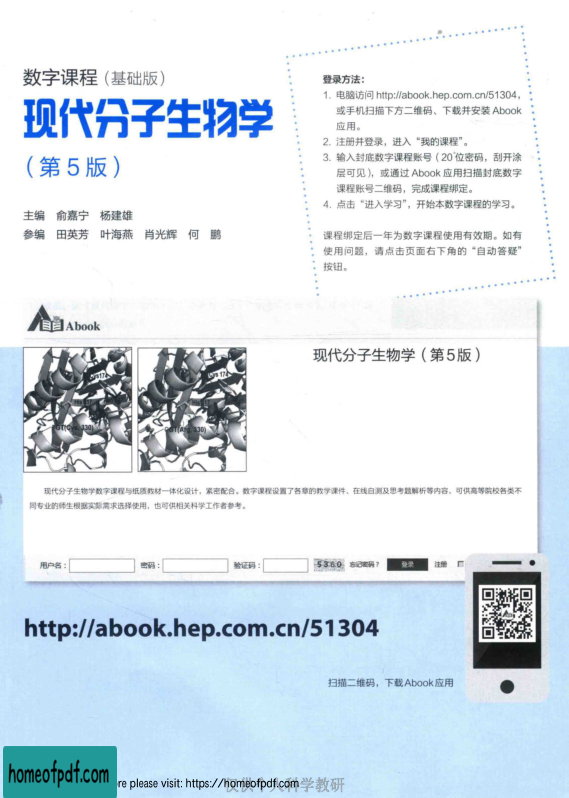 数字课程（基础版）
现代分子生物学
（第5版）
主编 俞嘉宁 杨建雄
参编 田英芳 叶海燕 肖光辉 何 鹏
登录方法：
1. 电脑访问 http://abook.hep.com.cn/51304，
或手机扫描下方二维码、下载并安装 Abook
应用。
2. 注册并登录，进入“我的课程”。
3. 输入封底数字课程账号（20位密码，刮开涂
层可见），或通过 Abook 应用扫描封底数字
课程账号二维码，完成课程绑定。
4. 点击“进入学习”，开始本数字课程的学习。
课程绑定后一年为数字课程使用有效期。如有
使用问题，请点击页面右下角的“自动答疑”
按钮。
Abook
现代分子生物学（第5版）
现代分子生物学数字课程与纸质教材一体化设计，紧密配合。数字课程设置了各章的教学课件、在线自测及思考题解析等内容，可供高等院校各类不
同专业的师生根据实际需求选择使用，也可供相关科学工作者参考。
用户名： 密码： 验证码： 5360 忘记密码？ 登录 注册
http://abook.hep.com.cn/51304
扫描二维码，下载Abook应用
homeofpdf.com
re please visit: https://homeofpdf.com
仅供个人科学教研